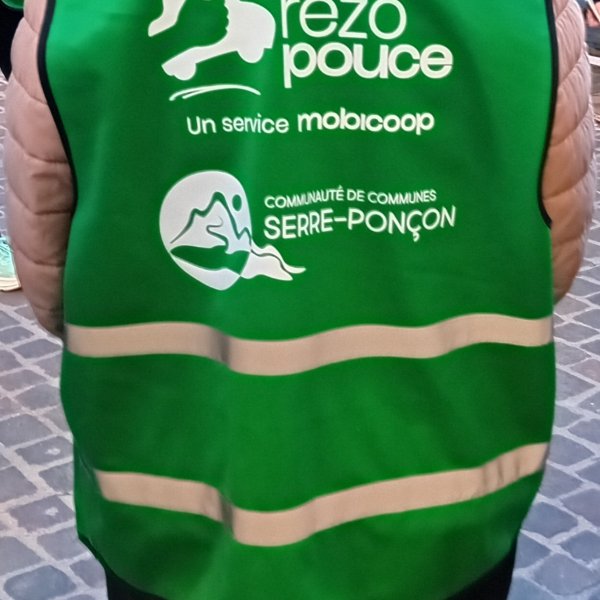 rezo
pouce
Un service mobicoop
COMMUNAUTÉ DE COMMUNES
SERRE-PONÇON